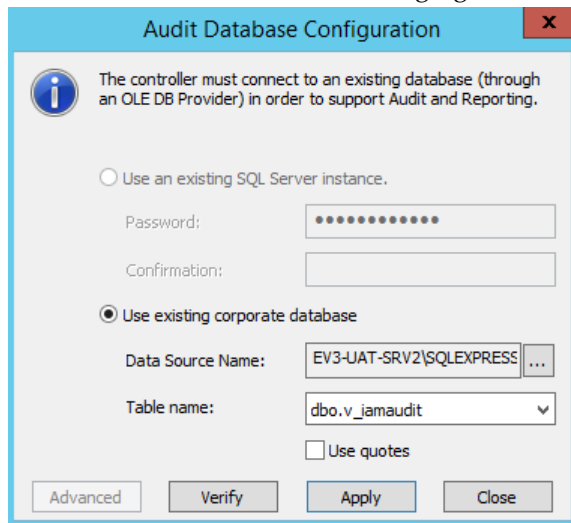 Audit Database Configuration
x
The controller must connect to an existing database (through
an OLE DB Provider) in order to support Audit and Reporting.
Use an existing SQL Server instance.
Password: ●●●●●●●●●●●●
Confirmation:
Use existing corporate database
Data Source Name: EV3-UAT-SRV2\SQLEXPRESS ...
Table name: dbo.v_iamaudit
Use quotes
Advanced Verify Apply Close